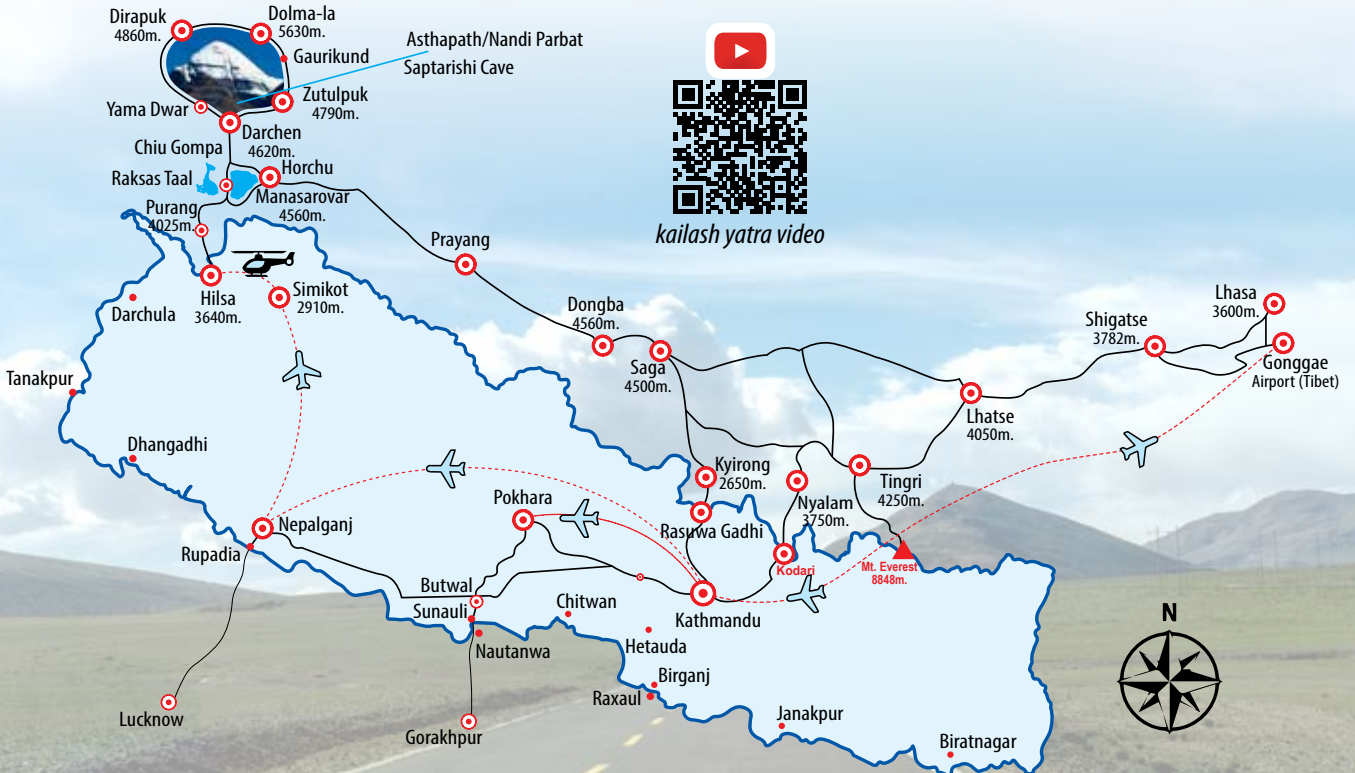 Dirapuk
4860m.
Dolma-la
5630m.
Gaurikund
Asthapath/Nandi Parbat
Saptarishi Cave
Zutulpuk
4790m.
Yama Dwar
Darchen
4620m.
Chiu Gompa
Horchu
Raksas Taal
Manasarovar
4560m.
Purang
4025m.
kailash yatra video
Prayang
Hilsa
3640m.
Simikot
2910m.
Darchula
Dongba
4560m.
Saga
4500m.
Lhasa
3600m.
Shigatse
3782m.
Gonggae
Airport (Tibet)
Tanakpur
Lhatse
4050m.
Dhangadhi
Kyirong
2650m.
Tingri
4250m.
Nyalam
3750m.
Pokhara
Nepalganj
Rasuwa Gadhi
Rupadia
Kodari
Mt. Everest
8848m.
Butwal
Sunauli
Chitwan
Kathmandu
Nautanwa
Hetauda
Birganj
Raxaul
Lucknow
Gorakhpur
Janakpur
Biratnagar
N